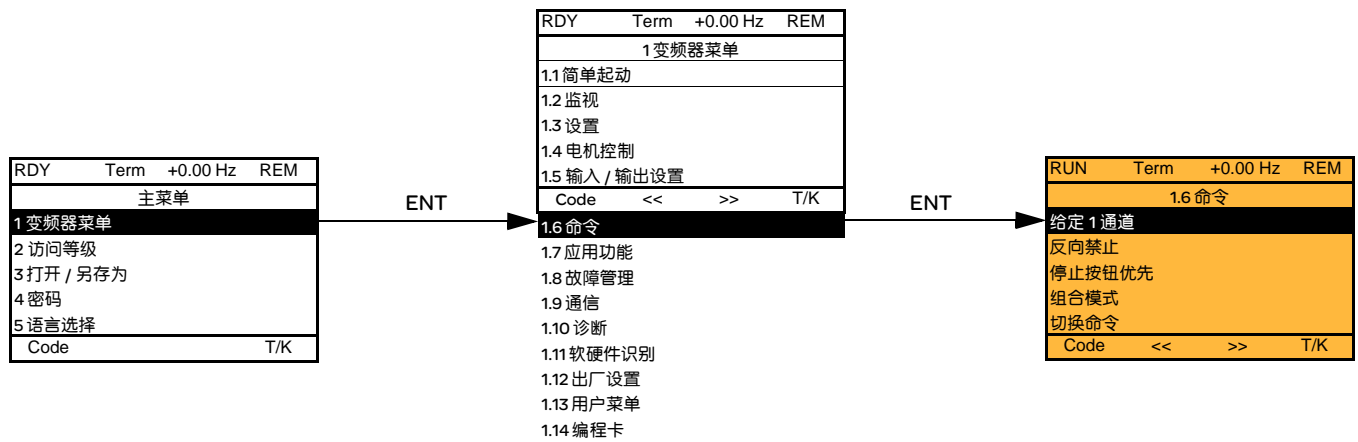 RDY Term +0.00 Hz REM
主菜单
1 变频器菜单
2 访问等级
3 打开 / 另存为
4 密码
5 语言选择
Code T/K
ENT
RDY Term +0.00 Hz REM
1 变频器菜单
1.1 简单起动
1.2 监视
1.3 设置
1.4 电机控制
1.5 输入 / 输出设置
Code << >> T/K
1.6 命令
1.7 应用功能
1.8 故障管理
1.9 通信
1.10 诊断
1.11 软硬件识别
1.12 出厂设置
1.13 用户菜单
1.14 编程卡
ENT
RUN Term +0.00 Hz REM
1.6 命令
给定 1 通道
反向禁止
停止按钮优先
组合模式
切换命令
Code << >> T/K